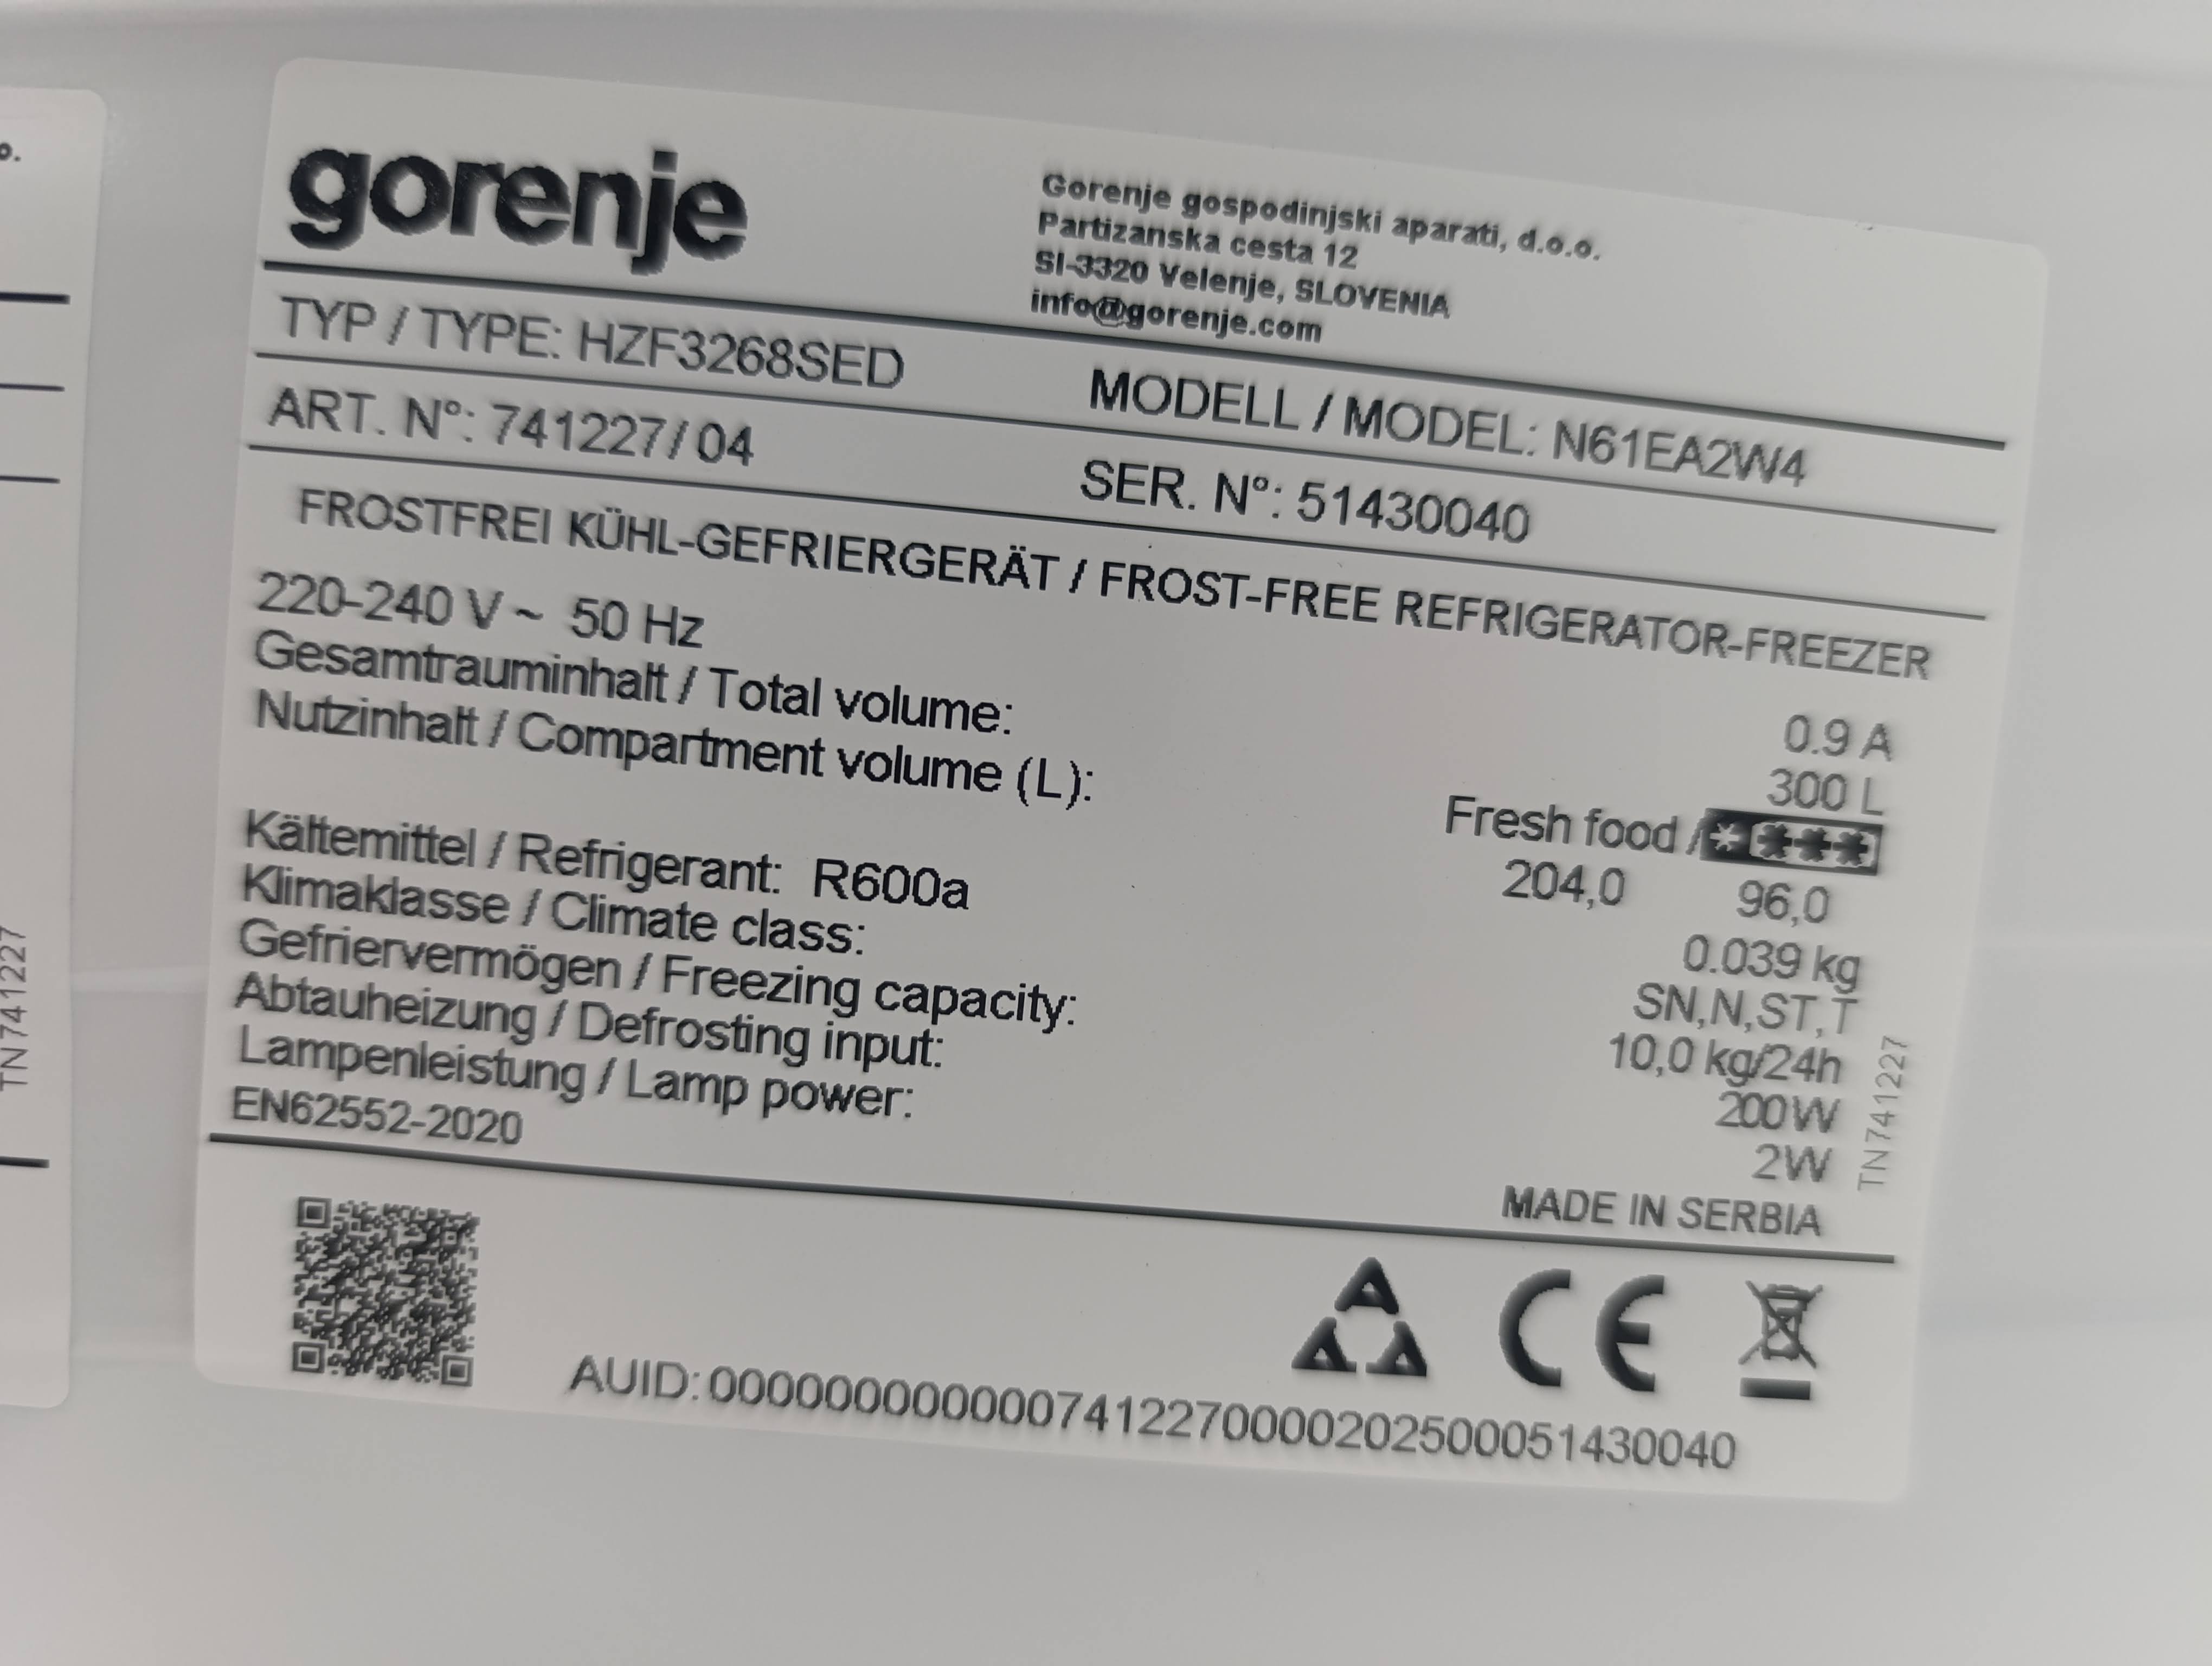 gorenje
Gorenje gospodinjski aparati, d.o.o.
Partizanska cesta 12
SI-3320 Velenje, SLOVENIA
info@gorenje.com
TYP / TYPE: HZF3268SED
MODELL / MODEL: N61EA2W4
ART. N°: 741227/ 04
SER. N°: 51430040
FROSTFREI KÜHL-GEFRIERGERÄT / FROST-FREE REFRIGERATOR-FREEZER
220-240 V ~ 50 Hz 0.9 A
Gesamtrauminhalt / Total volume: 300 L
Nutzinhalt / Compartment volume (L): Fresh food /
204,0 96,0
Kältemittel / Refrigerant: R600a 0.039 kg
Klimaklasse / Climate class: SN,N,ST,T
Gefriervermögen / Freezing capacity: 10,0 kg/24h
Abtauheizung / Defrosting input: 200W
Lampenleistung / Lamp power: 2W
EN62552-2020
MADE IN SERBIA
TN741227
CE
AUID: 0000000000007412270000202500051430040
o.
TN741227